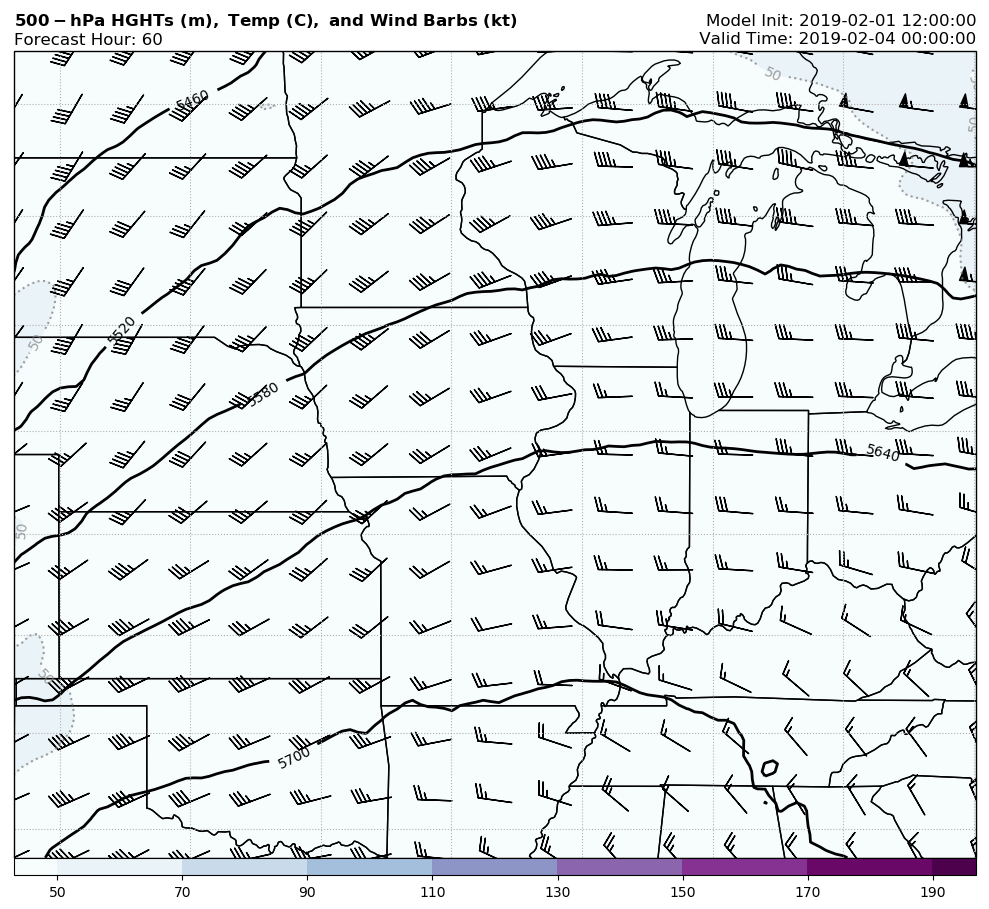 500−hPa HGHTs (m), Temp (C), and Wind Barbs (kt)
Model Init: 2019-02-01 12:00:00
Forecast Hour: 60
Valid Time: 2019-02-04 00:00:00
50
50
5460
50
5520
5580
5640
50
50
5700
50 70 90 110 130 150 170 190